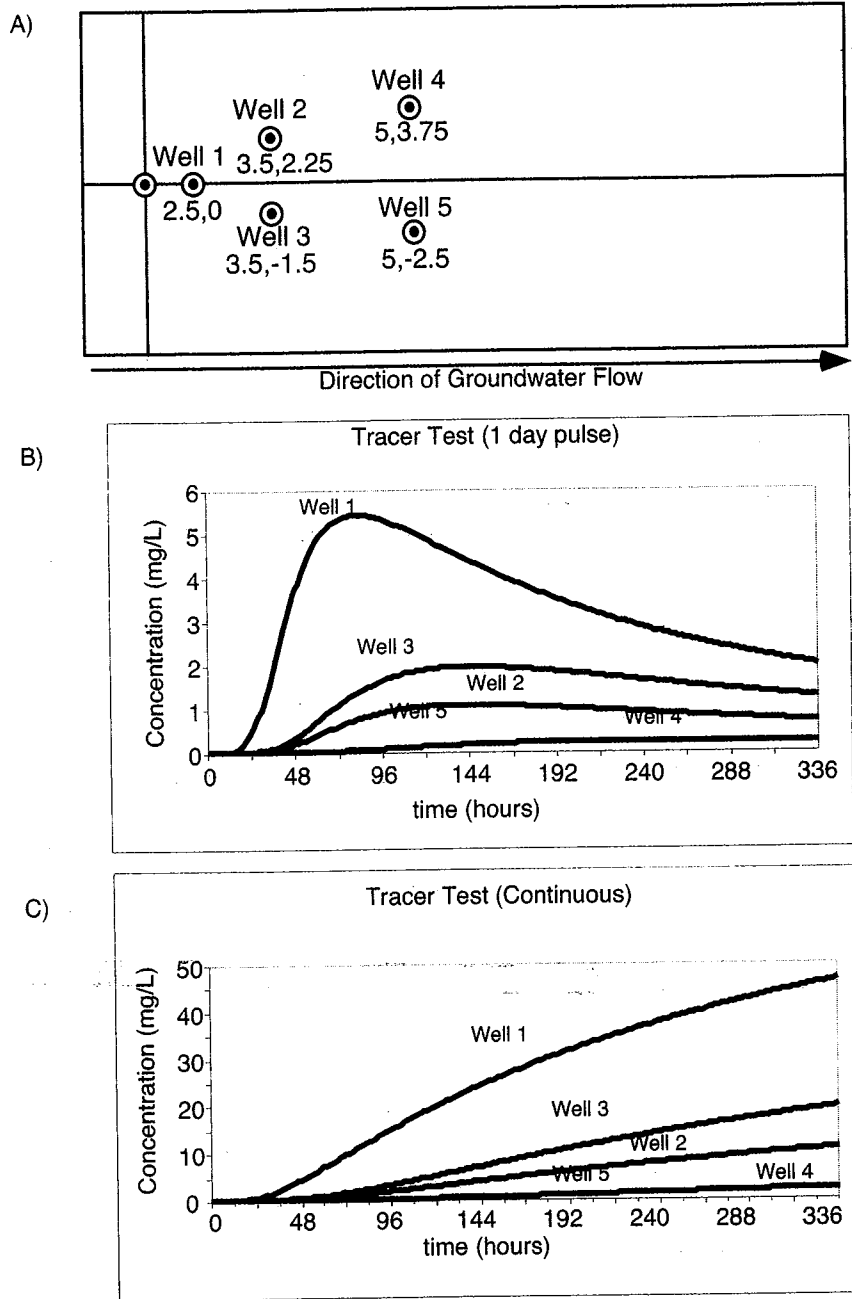 A)
Well 4
5,3.75
Well 2
3.5,2.25
Well 1
2.5,0
Well 3
3.5,-1.5
Well 5
5,-2.5
Direction of Groundwater Flow
B)
Tracer Test (1 day pulse)
Concentration (mg/L)
6
5
4
3
2
1
0
Well 1
Well 3
Well 2
Well 5
Well 4
0 48 96 144 192 240 288 336
time (hours)
C)
Tracer Test (Continuous)
Concentration (mg/L)
50
40
30
20
10
0
Well 1
Well 3
Well 2
Well 5
Well 4
0 48 96 144 192 240 288 336
time (hours)